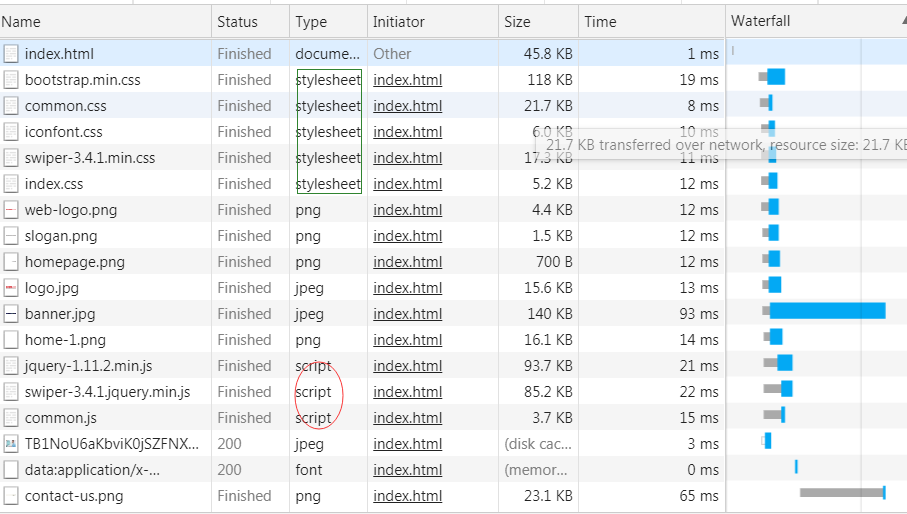 Name Status Type Initiator Size Time Waterfall
index.html Finished docume... Other 45.8 KB 1 ms
bootstrap.min.css Finished stylesheet index.html 118 KB 19 ms
common.css Finished stylesheet index.html 21.7 KB 8 ms
iconfont.css Finished stylesheet index.html 6.0 KB 10 ms
21.7 KB transferred over network, resource size: 21.7 KB
swiper-3.4.1.min.css Finished stylesheet index.html 17.3 KB 11 ms
index.css Finished stylesheet index.html 5.2 KB 12 ms
web-logo.png Finished png index.html 4.4 KB 12 ms
slogan.png Finished png index.html 1.5 KB 12 ms
homepage.png Finished png index.html 700 B 12 ms
logo.jpg Finished jpeg index.html 15.6 KB 13 ms
banner.jpg Finished jpeg index.html 140 KB 93 ms
home-1.png Finished png index.html 16.1 KB 14 ms
jquery-1.11.2.min.js Finished script index.html 93.7 KB 21 ms
swiper-3.4.1.jquery.min.js Finished script index.html 85.2 KB 22 ms
common.js Finished script index.html 3.7 KB 15 ms
TB1NoU6aKbviK0jSZFNX... 200 jpeg index.html (disk cac... 3 ms
data:application/x-... 200 font index.html (memor... 0 ms
contact-us.png Finished png index.html 23.1 KB 65 ms